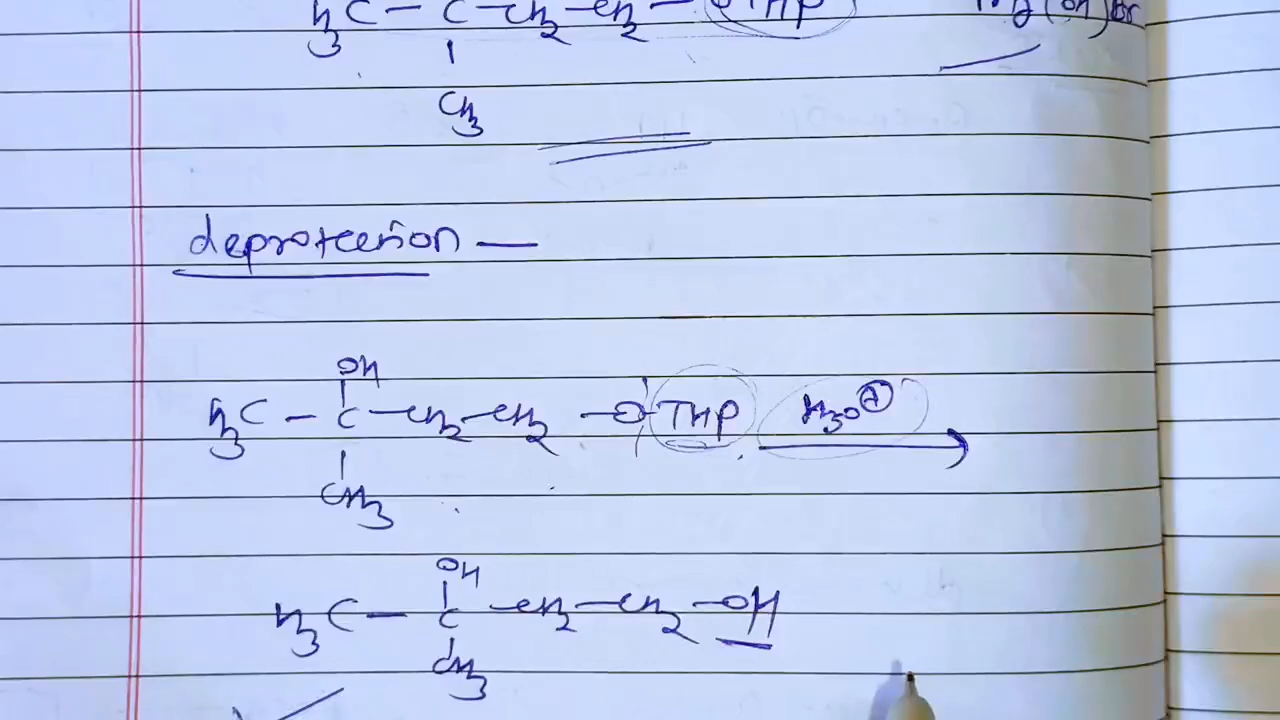 H3C - C - CH2 - CH2 - OTHP
CH3
deprotection —
OH
H3C - C - CH2 - CH2 - O THP H3O⊕
CH3
OH
H3C - C - CH2 - CH2 - OH
CH3